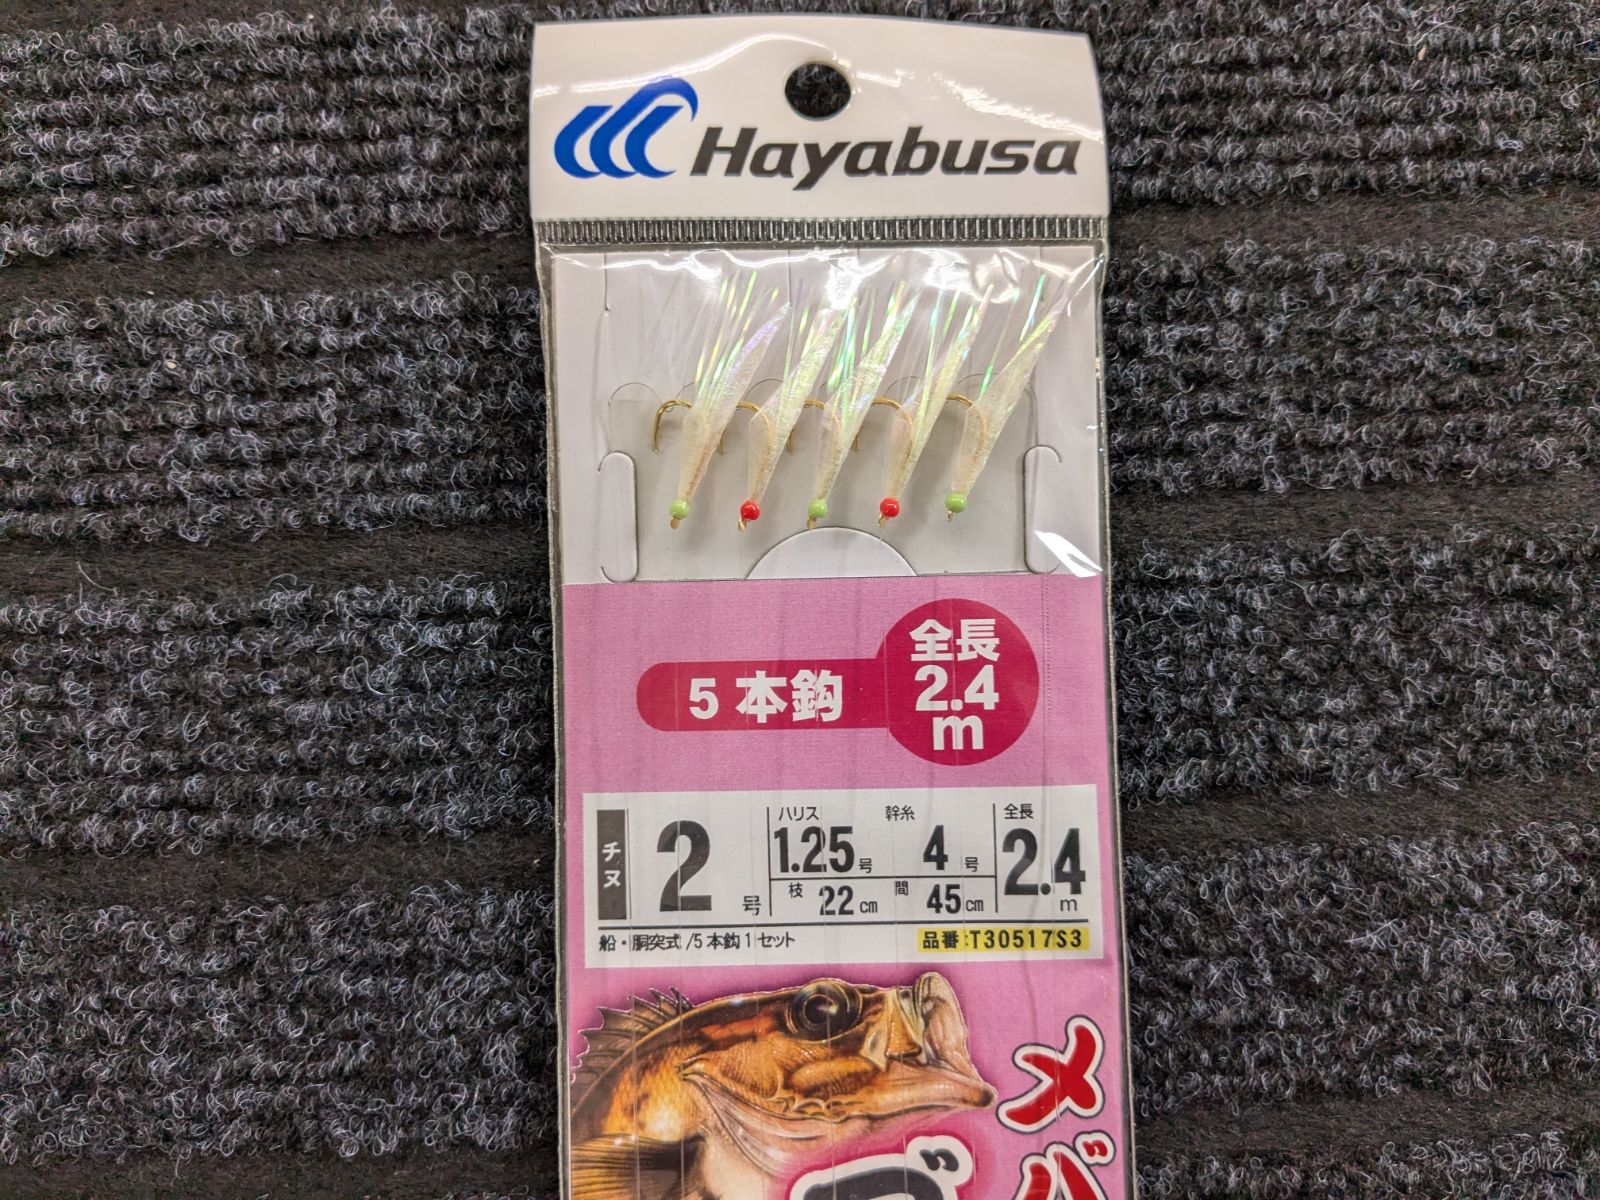 Hayabusa
5本鈎
全長
2.4
m
チヌ
2号
ハリス
1.25号
幹糸
4号
全長
2.4m
枝 22cm
間 45cm
船・胴突式/5本鈎1セット
品番:T30517S3
メバ